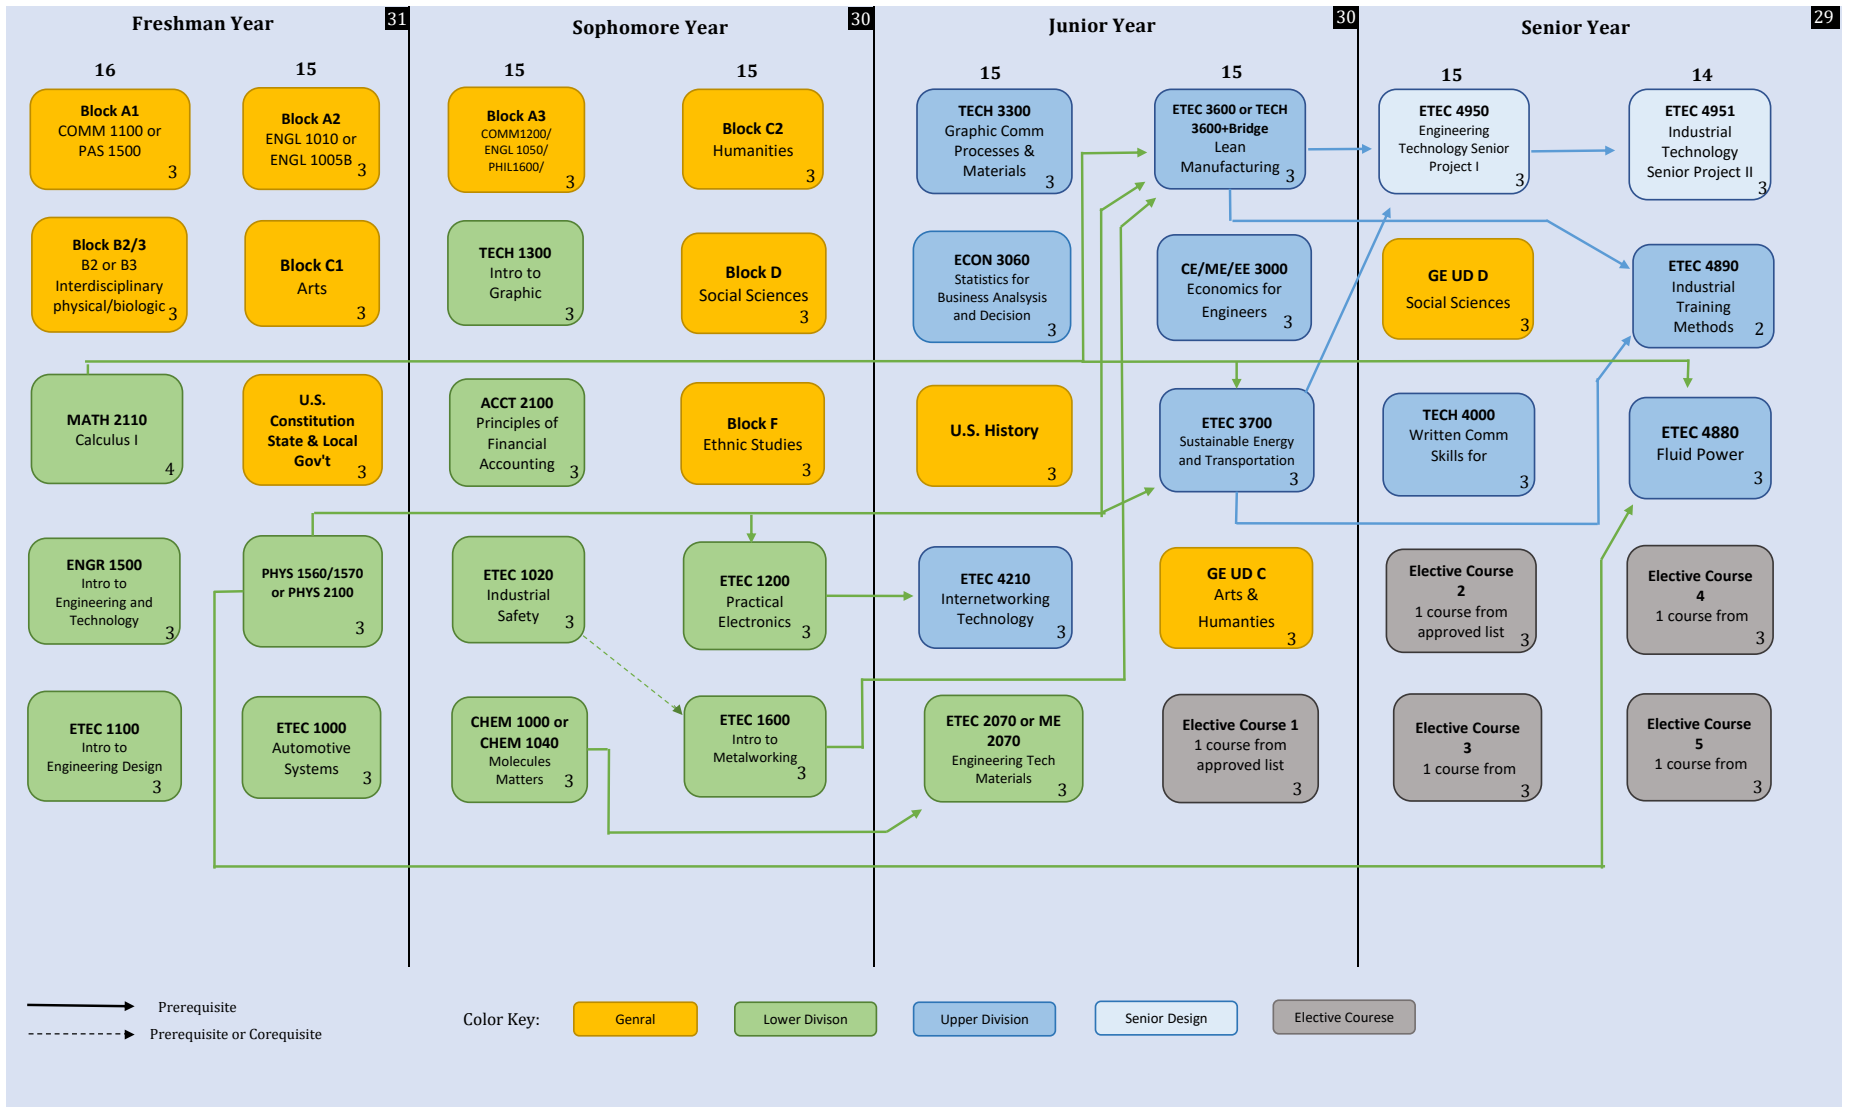 Freshman Year
31
Sophomore Year
30
Junior Year
30
Senior Year
29
16
15
15
15
15
15
15
14
Block A1
COMM 1100 or
PAS 1500
3
Block A2
ENGL 1010 or
ENGL 1005B
3
Block A3
COMM1200/
ENGL 1050/
PHIL1600/
3
Block C2
Humanities
3
TECH 3300
Graphic Comm
Processes &
Materials
3
ETEC 3600 or TECH
3600+Bridge
Lean
Manufacturing
3
ETEC 4950
Engineering
Technology Senior
Project I
3
ETEC 4951
Industrial
Technology
Senior Project II
3
Block B2/3
B2 or B3
Interdisciplinary
physical/biologic
3
Block C1
Arts
3
TECH 1300
Intro to
Graphic
3
Block D
Social Sciences
3
ECON 3060
Statistics for
Business Analsysis
and Decision
3
CE/ME/EE 3000
Economics for
Engineers
3
GE UD D
Social Sciences
3
ETEC 4890
Industrial
Training
Methods
2
MATH 2110
Calculus I
4
U.S.
Constitution
State & Local
Gov't
3
ACCT 2100
Principles of
Financial
Accounting
3
Block F
Ethnic Studies
3
U.S. History
3
ETEC 3700
Sustainable Energy
and Transportation
3
TECH 4000
Written Comm
Skills for
3
ETEC 4880
Fluid Power
3
ENGR 1500
Intro to
Engineering and
Technology
3
PHYS 1560/1570
or PHYS 2100
3
ETEC 1020
Industrial
Safety
3
ETEC 1200
Practical
Electronics
3
ETEC 4210
Internetworking
Technology
3
GE UD C
Arts &
Humanties
3
Elective Course
2
1 course from
approved list
3
Elective Course
4
1 course from
3
ETEC 1100
Intro to
Engineering Design
3
ETEC 1000
Automotive
Systems
3
CHEM 1000 or
CHEM 1040
Molecules
Matters
3
ETEC 1600
Intro to
Metalworking
3
ETEC 2070 or ME
2070
Engineering Tech
Materials
3
Elective Course 1
1 course from
approved list
3
Elective Course
3
1 course from
3
Elective Course
5
1 course from
3
Prerequisite
Prerequisite or Corequisite
Color Key:
Genral
Lower Divison
Upper Division
Senior Design
Elective Courese